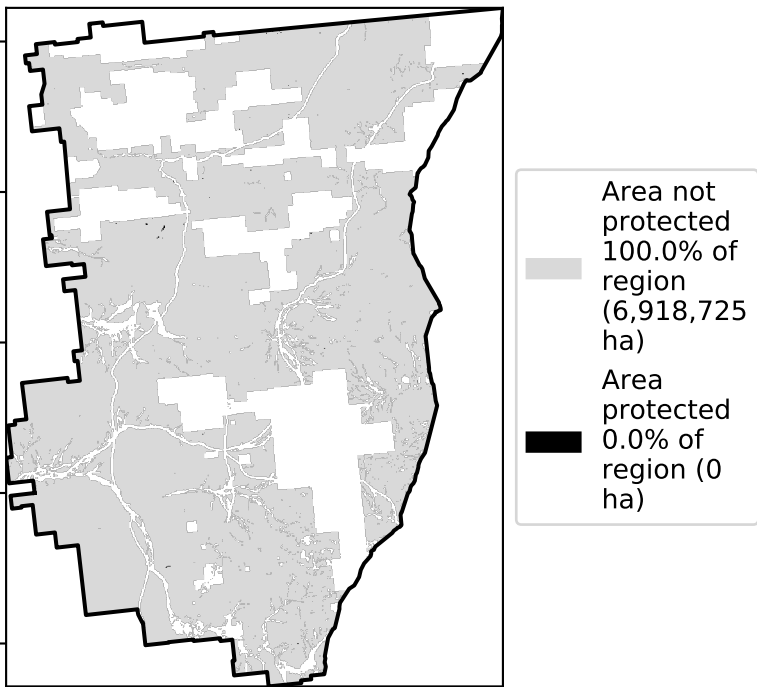 Area not
protected
100.0% of
region
(6,918,725
ha)
Area
protected
0.0% of
region (0
ha)